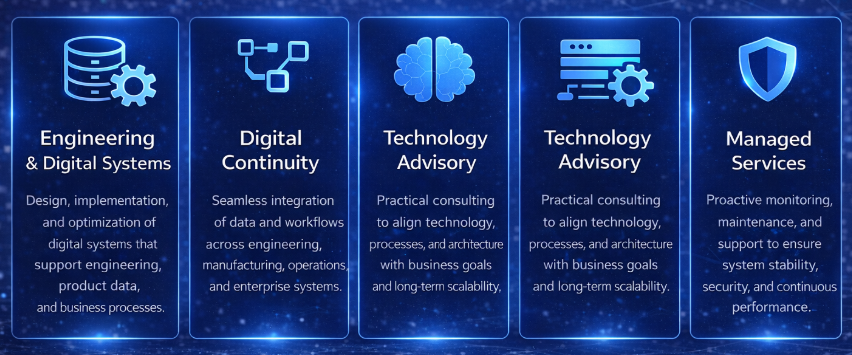 Engineering
& Digital Systems
Design, implementation,
and optimization of
digital systems that
support engineering,
product data,
and business processes.
Digital
Continuity
Seamless integration
of data and workflows
across engineering,
manufacturing, operations,
and enterprise systems.
Technology
Advisory
Practical consulting
to align technology,
processes, and architecture
with business goals
and long-term scalability,
Technology
Advisory
Practical consulting
to align technology,
processes, and architecture
with business goals
and long-term scalability.
Managed
Services
Proactive monitoring,
maintenance, and
support to ensure
system stability,
security, and continuous
performance.